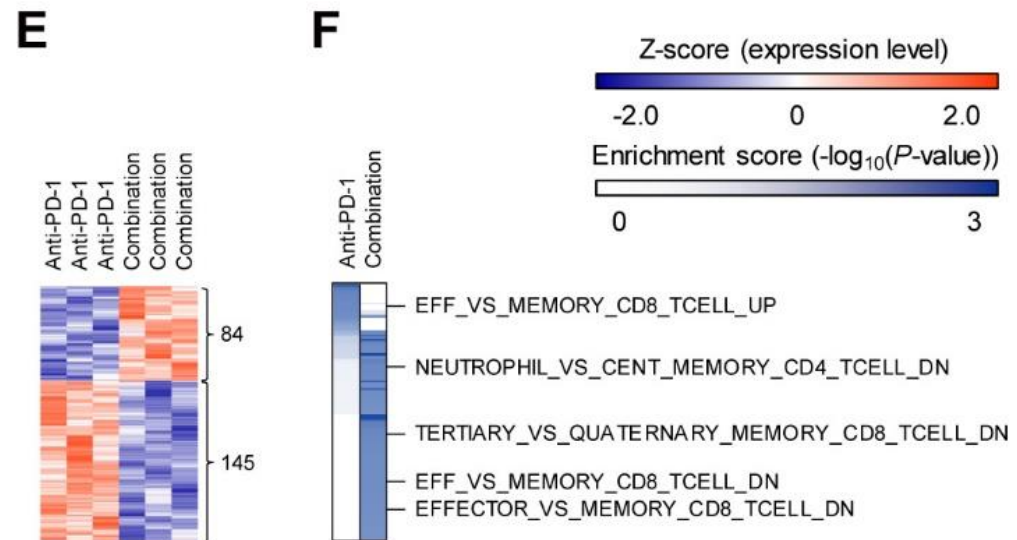 E
F
Z-score (expression level)
-2.0 0 2.0
Enrichment score (-log10(P-value))
0 3
Anti-PD-1
Anti-PD-1
Anti-PD-1
Combination
Combination
Combination
84
145
Anti-PD-1
Combination
EFF_VS_MEMORY_CD8_TCELL_UP
NEUTROPHIL_VS_CENT_MEMORY_CD4_TCELL_DN
TERTIARY_VS_QUATERNARY_MEMORY_CD8_TCELL_DN
EFF_VS_MEMORY_CD8_TCELL_DN
EFFECTOR_VS_MEMORY_CD8_TCELL_DN